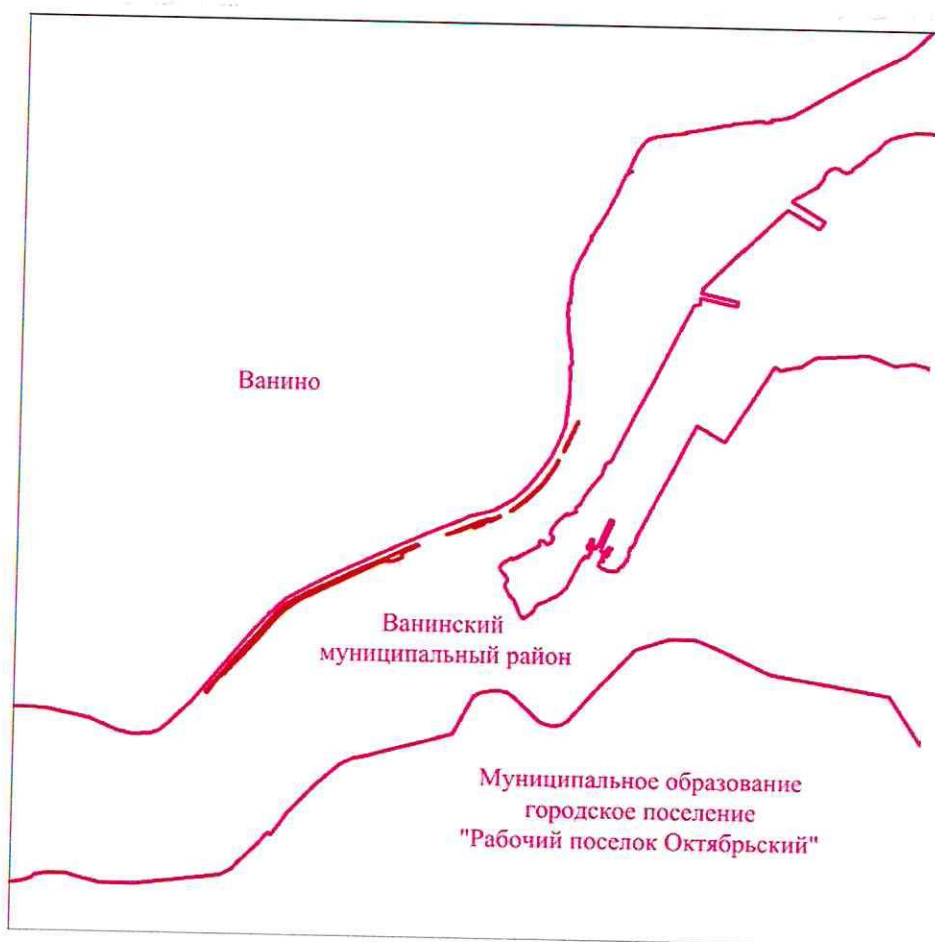 Ванино
Ванинский
муниципальный район
Муниципальное образование
городское поселение
"Рабочий поселок Октябрьский"